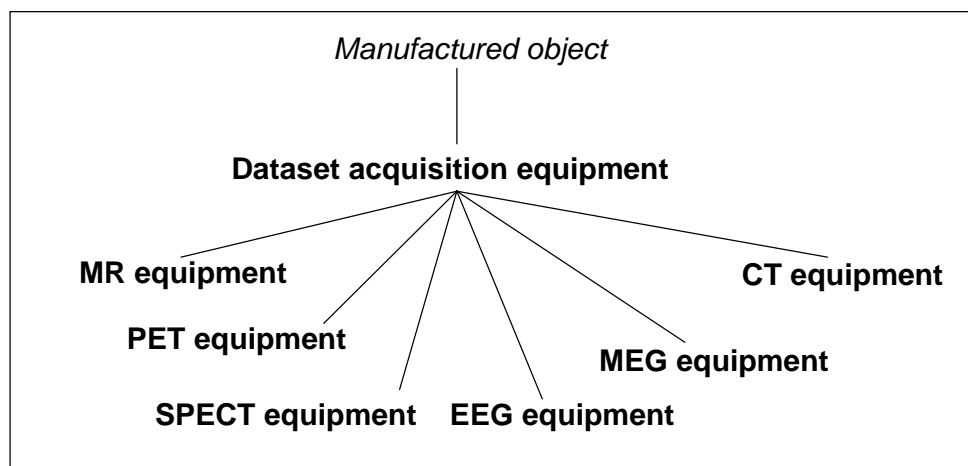 Manufactured object
Dataset acquisition equipment
MR equipment
CT equipment
PET equipment
MEG equipment
SPECT equipment
EEG equipment